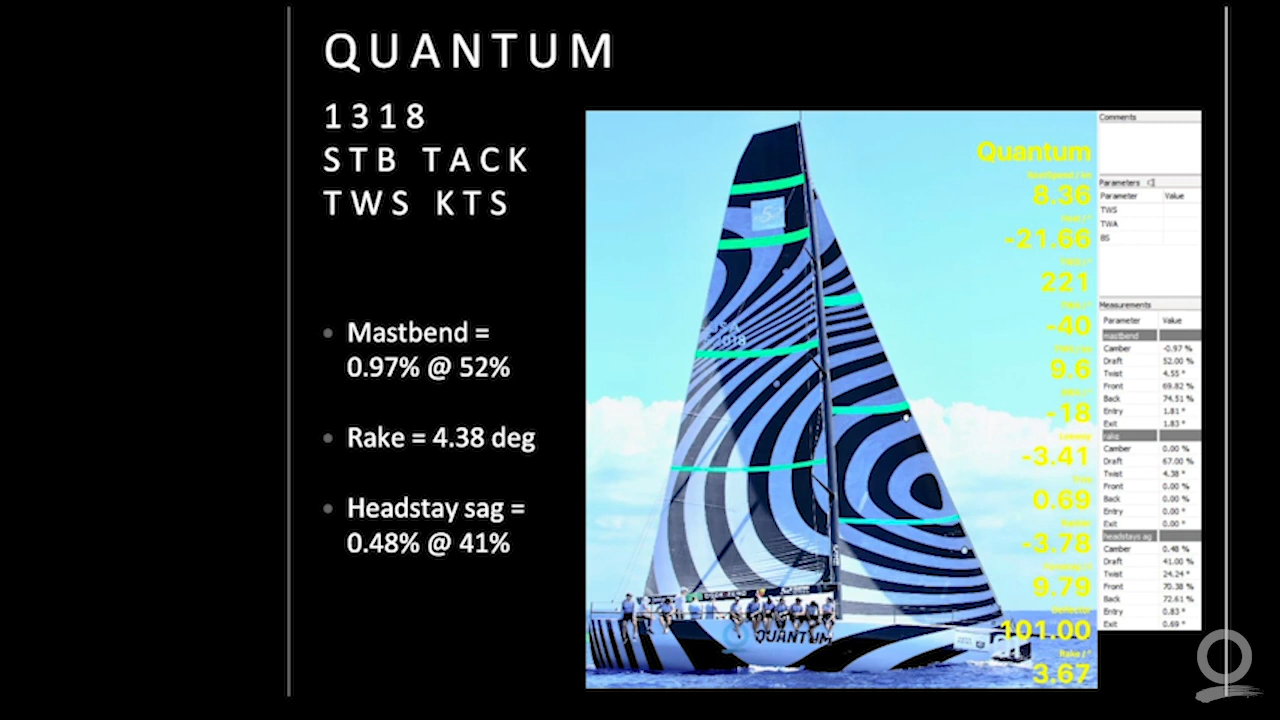 QUANTUM
1318
STB TACK
TWS KTS
Mastbend =
0.97% @ 52%
Rake = 4.38 deg
Headstay sag =
0.48% @ 41%
Quantum
8.36
-21.66
221
-40
9.6
-18
-3.41
0.69
-3.78
9.79
Deflector
101.00
Rake / °
3.67
USA
QUANTUM
Comments
Parameters
Parameter Value
TWS
TWA
BS
Measurements
Parameter Value
mastbend
Camber -0.97 %
Draft 52.00 %
Twist 4.55 °
Front 69.82 %
Back 74.51 %
Entry 1.81 °
Exit 1.83 °
rake
Camber 0.00 %
Draft 67.00 %
Twist 4.38 °
Front 0.00 %
Back 0.00 %
Entry 0.00 °
Exit 0.00 °
headstays ag
Camber 0.48 %
Draft 41.00 %
Twist 24.24 °
Front 70.38 %
Back 72.61 %
Entry 0.83 °
Exit 0.69 °